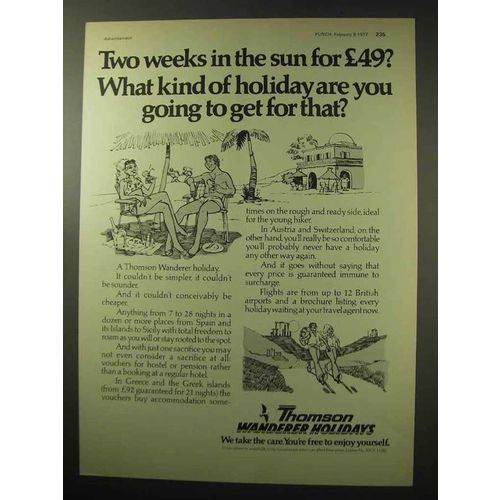 Advertisement
PUNCH, February 9 1977 235
Two weeks in the sun for £49?
What kind of holiday are you
going to get for that?
A Thomson Wanderer holiday.
It couldn't be simpler, it couldn't
be sounder.
And it couldn't conceivably be
cheaper.
Anything from 7 to 28 nights in a
dozen or more places from Spain and
its Islands to Sicily with total freedom to
roam as you will or stay rooted to the spot.
And with just one sacrifice you may
not even consider a sacrifice at all:
vouchers for hostel or pension rather
than a booking at a regular hotel.
In Greece and the Greek islands
(from £92 guaranteed for 21 nights) the
vouchers buy accommodation some-
times on the rough and ready side, ideal
for the young hiker.
In Austria and Switzerland, on
the other hand, you'll really be so comfortable
you'll probably never have a holiday
any other way again.
And it goes without saying that
every price is guaranteed immune to
surcharge.
Flights are from up to 12 British
airports and a brochure listing every
holiday waiting at your travel agent now.
Thomson
WANDERER HOLIDAYS
We take the care. You're free to enjoy yourself.